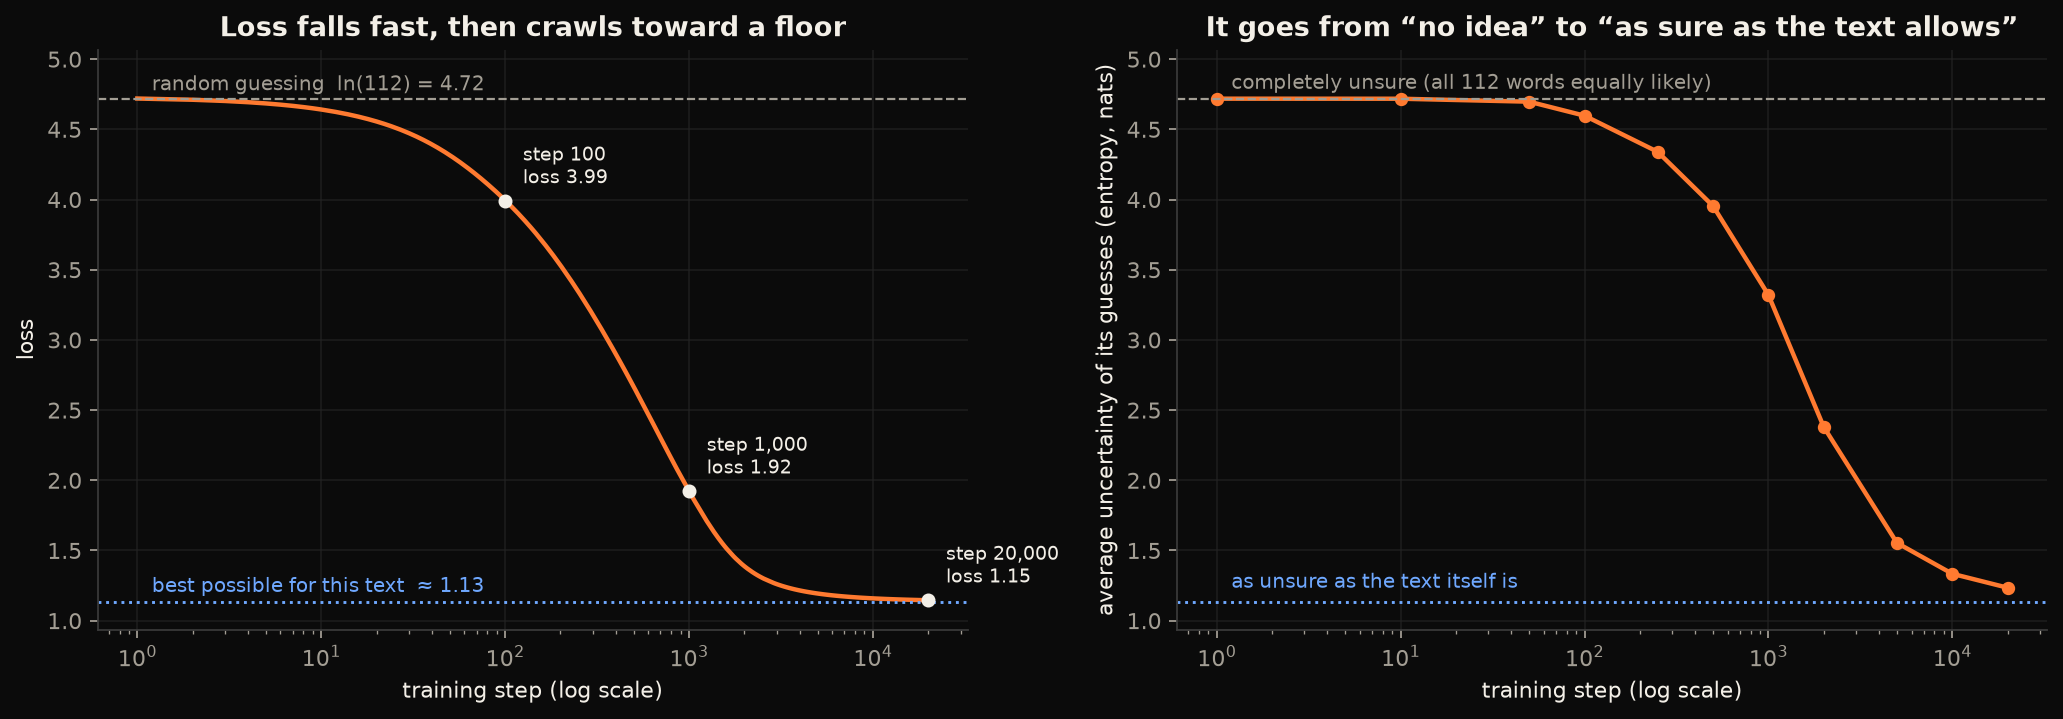 Loss falls fast, then crawls toward a floor
5.0
random guessing  ln(112) = 4.72
4.5
step 100
loss 3.99
4.0
3.5
loss
3.0
2.5
step 1,000
loss 1.92
2.0
step 20,000
loss 1.15
1.5
best possible for this text  ≈ 1.13
1.0
10⁰ 10¹ 10² 10³ 10⁴
training step (log scale)
It goes from “no idea” to “as sure as the text allows”
average uncertainty of its guesses (entropy, nats)
5.0
completely unsure (all 112 words equally likely)
4.5
4.0
3.5
3.0
2.5
2.0
1.5
as unsure as the text itself is
1.0
10⁰ 10¹ 10² 10³ 10⁴
training step (log scale)